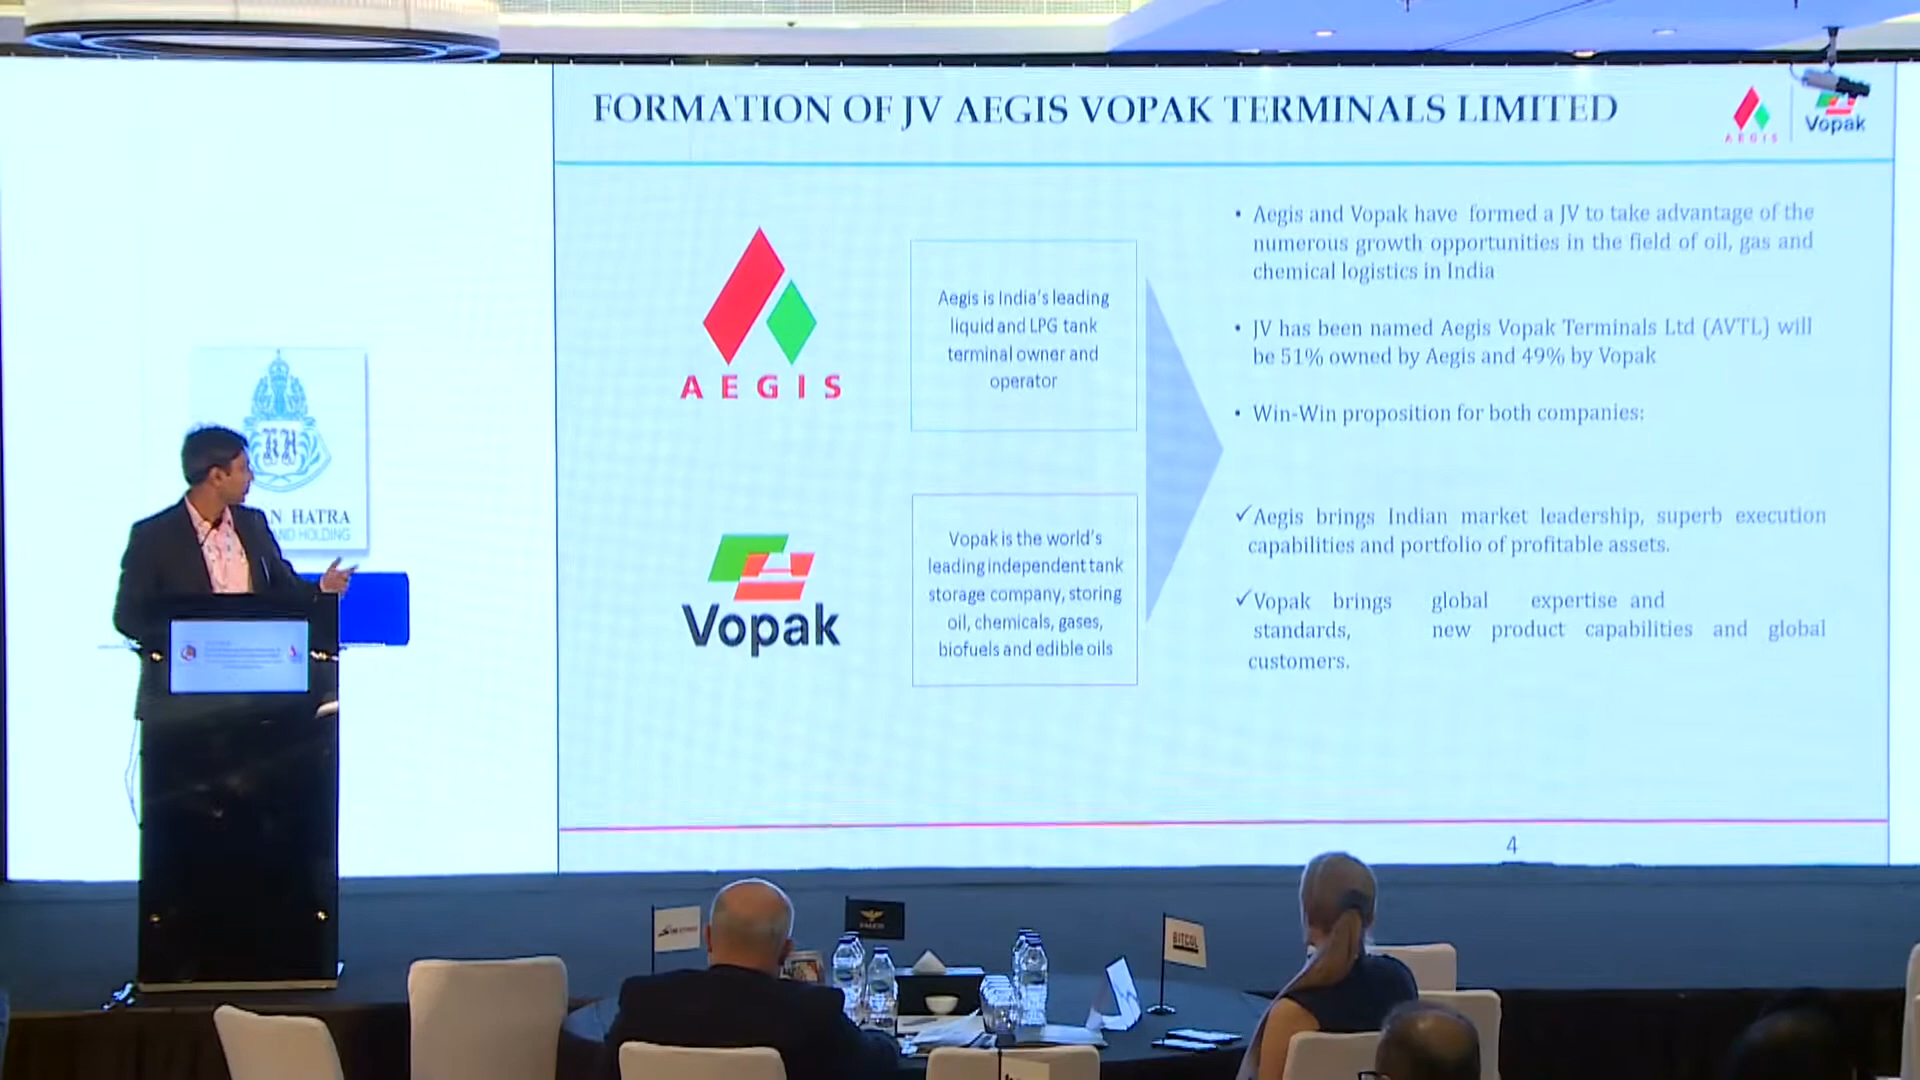 FORMATION OF JV AEGIS VOPAK TERMINALS LIMITED
AEGIS
Vopak
AEGIS
Aegis is India's leading
liquid and LPG tank
terminal owner and
operator
Vopak
Vopak is the world's
leading independent tank
storage company, storing
oil, chemicals, gases,
biofuels and edible oils
• Aegis and Vopak have formed a JV to take advantage of the
numerous growth opportunities in the field of oil, gas and
chemical logistics in India
• JV has been named Aegis Vopak Terminals Ltd (AVTL) will
be 51% owned by Aegis and 49% by Vopak
• Win-Win proposition for both companies:
✓Aegis brings Indian market leadership, superb execution
capabilities and portfolio of profitable assets.
✓Vopak brings global expertise and
standards, new product capabilities and global
customers.
4
AN HATRA
AND HOLDING
BITCOL